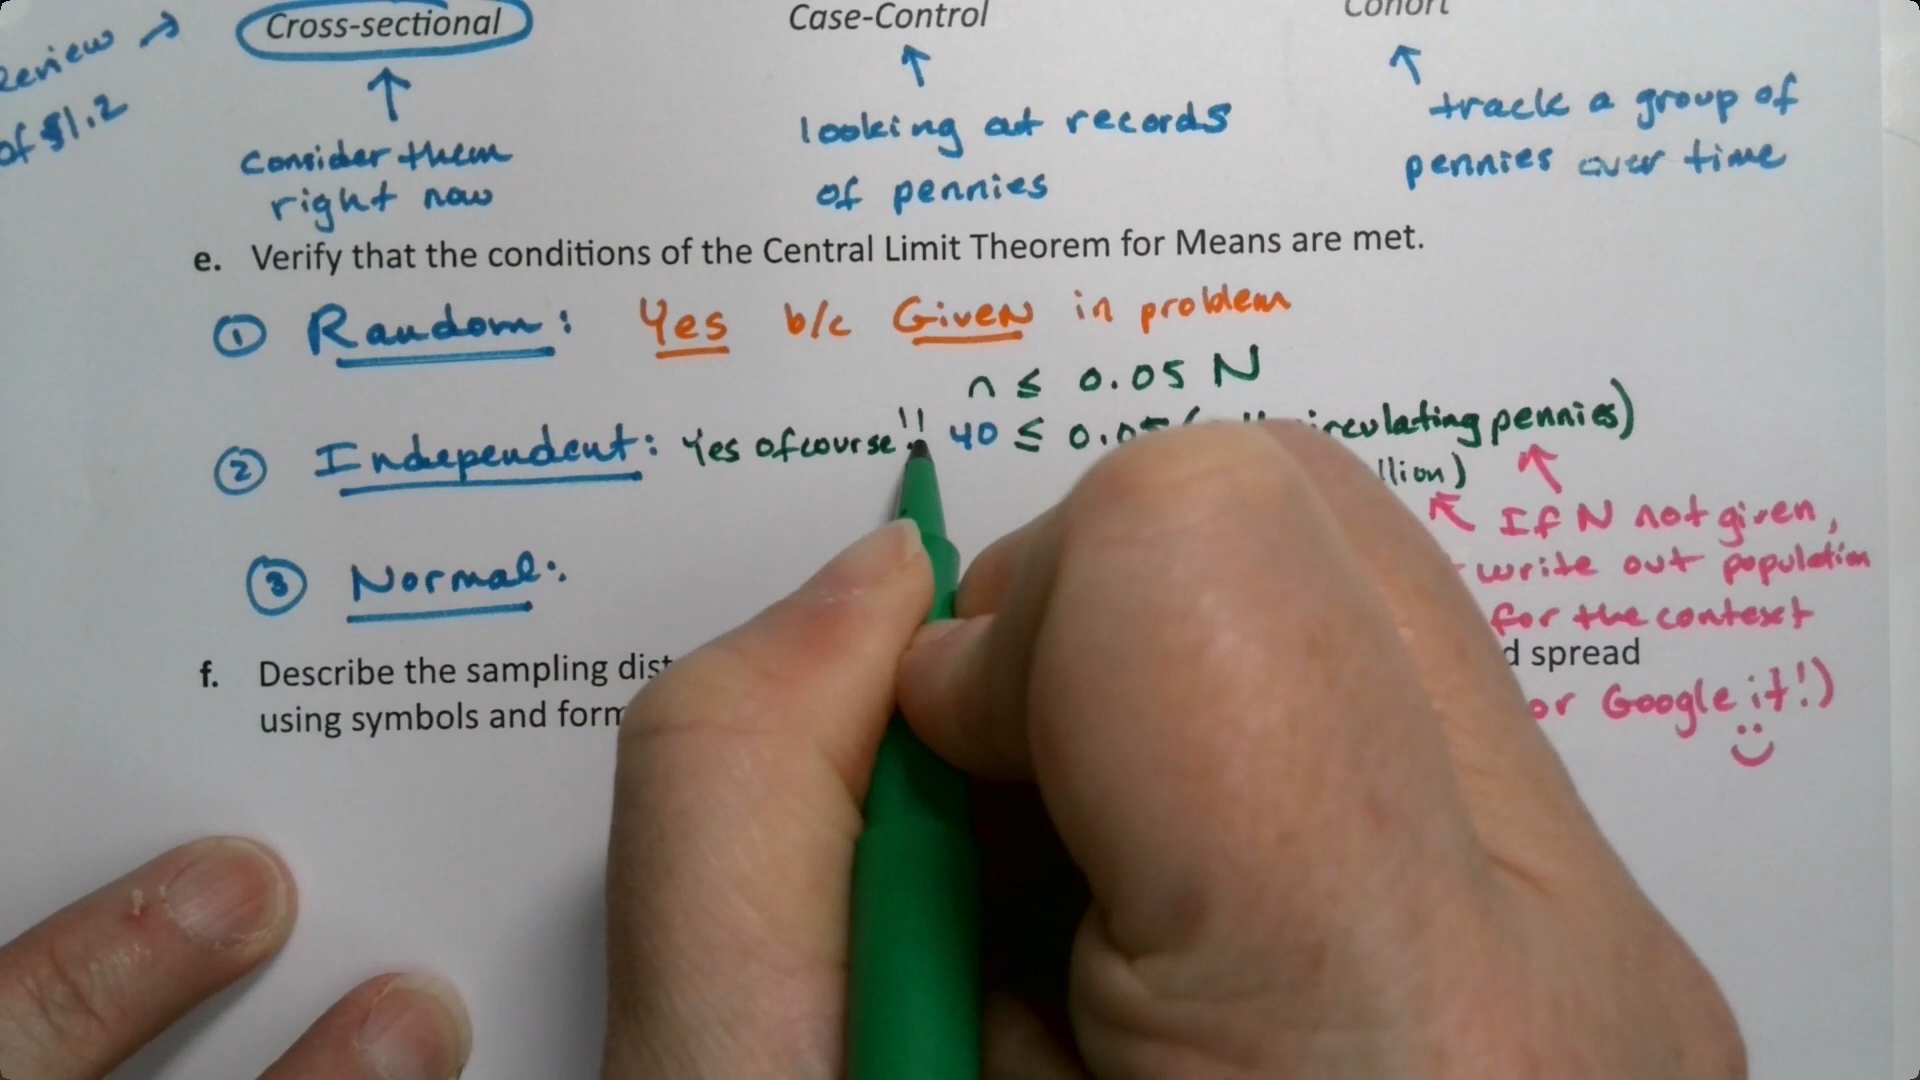 Cross-sectional Case-Control Cohort
Review →
of §1.2
↑ ↑ ↑
Consider them
right now
looking at records
of pennies
track a group of
pennies over time
e. Verify that the conditions of the Central Limit Theorem for Means are met.
① Random: Yes b/c Given in problem
n ≤ 0.05 N
② Independent: Yes of course!! 40 ≤ 0.05 ( circulating pennies)
If N not given,
write out population
for the context
or Google it!)
③ Normal:
f. Describe the sampling spread
using symbols and